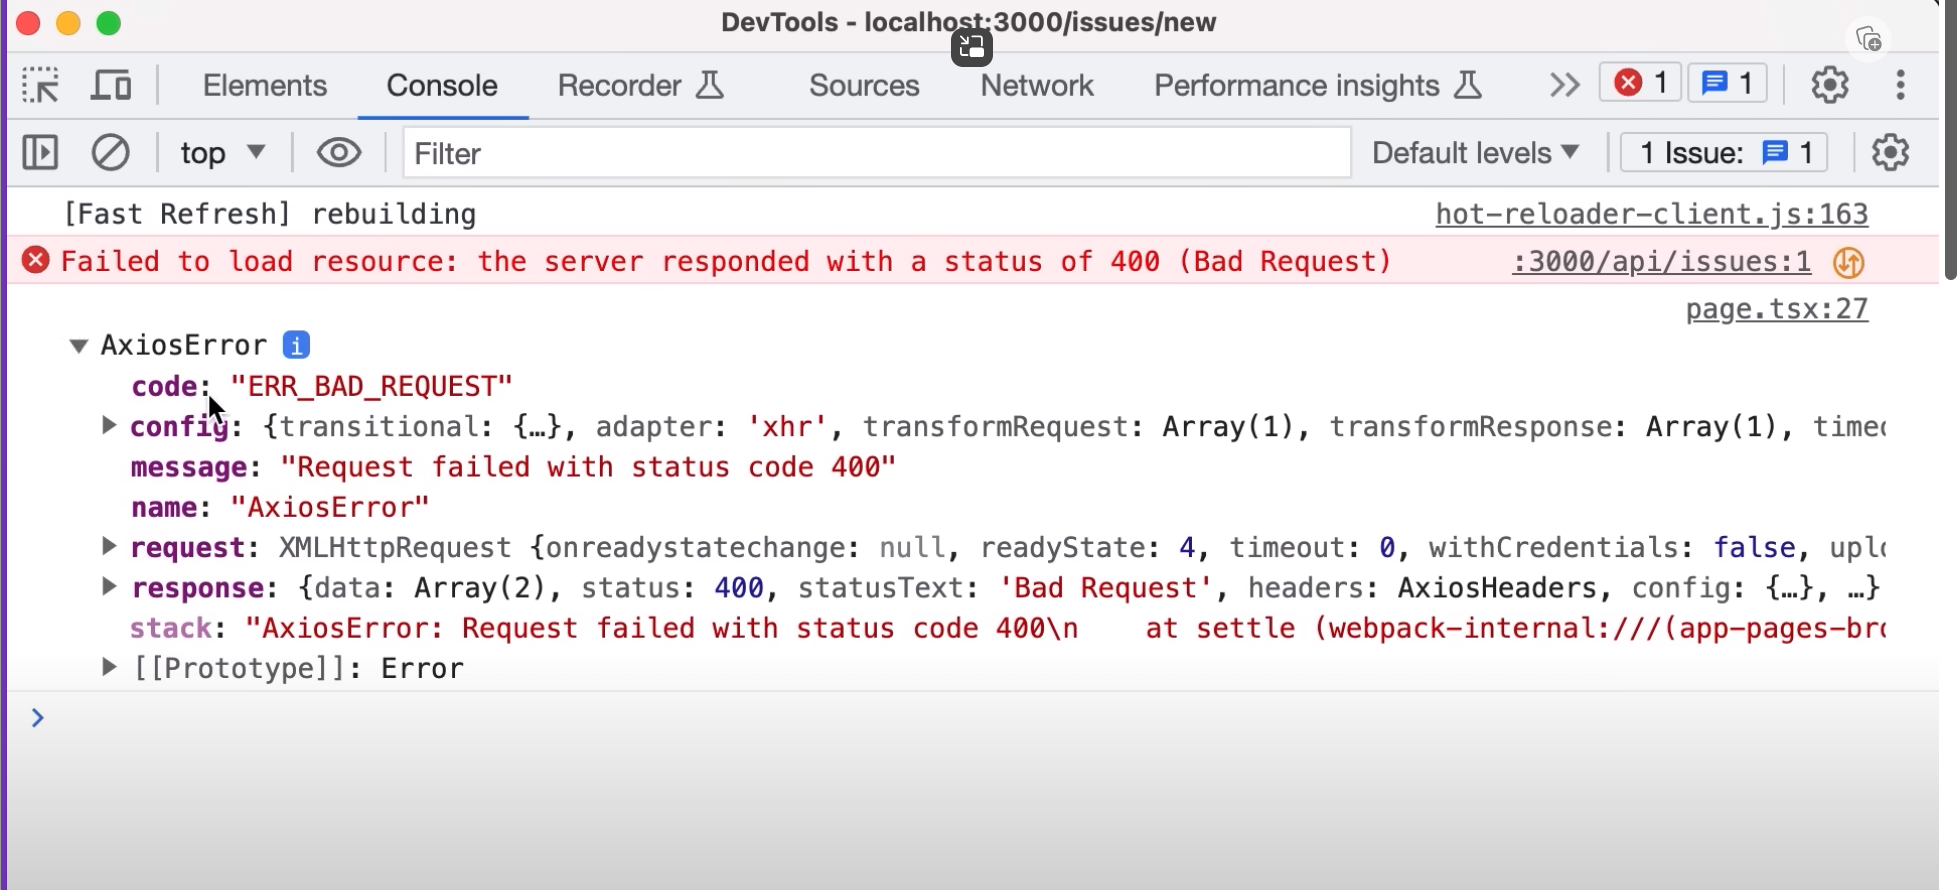 DevTools - localhost:3000/issues/new
Elements Console Recorder Sources Network Performance insights 1 1
top Filter Default levels 1 Issue: 1
[Fast Refresh] rebuilding hot-reloader-client.js:163
Failed to load resource: the server responded with a status of 400 (Bad Request) :3000/api/issues:1
page.tsx:27
AxiosError i
code: "ERR_BAD_REQUEST"
config: {transitional: {…}, adapter: 'xhr', transformRequest: Array(1), transformResponse: Array(1),
message: "Request failed with status code 400"
name: "AxiosError"
request: XMLHttpRequest {onreadystatechange: null, readyState: 4, timeout: 0, withCredentials: false,
response: {data: Array(2), status: 400, statusText: 'Bad Request', headers: AxiosHeaders, config: {…}, …}
stack: "AxiosError: Request failed with status code 400\n    at settle (webpack-internal:///(app-pages-br
[[Prototype]]: Error